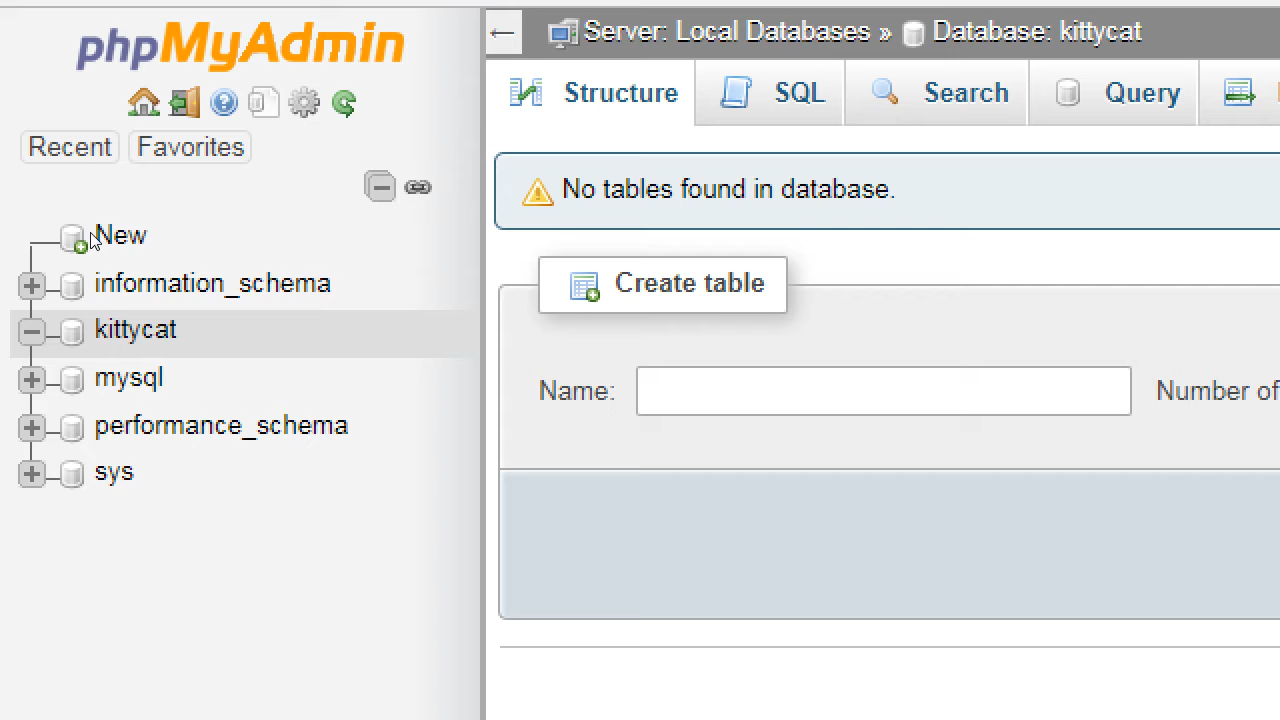 phpMyAdmin
Recent Favorites
New
information_schema
kittycat
mysql
performance_schema
sys
← Server: Local Databases » Database: kittycat
Structure SQL Search Query
No tables found in database.
Create table
Name: Number of